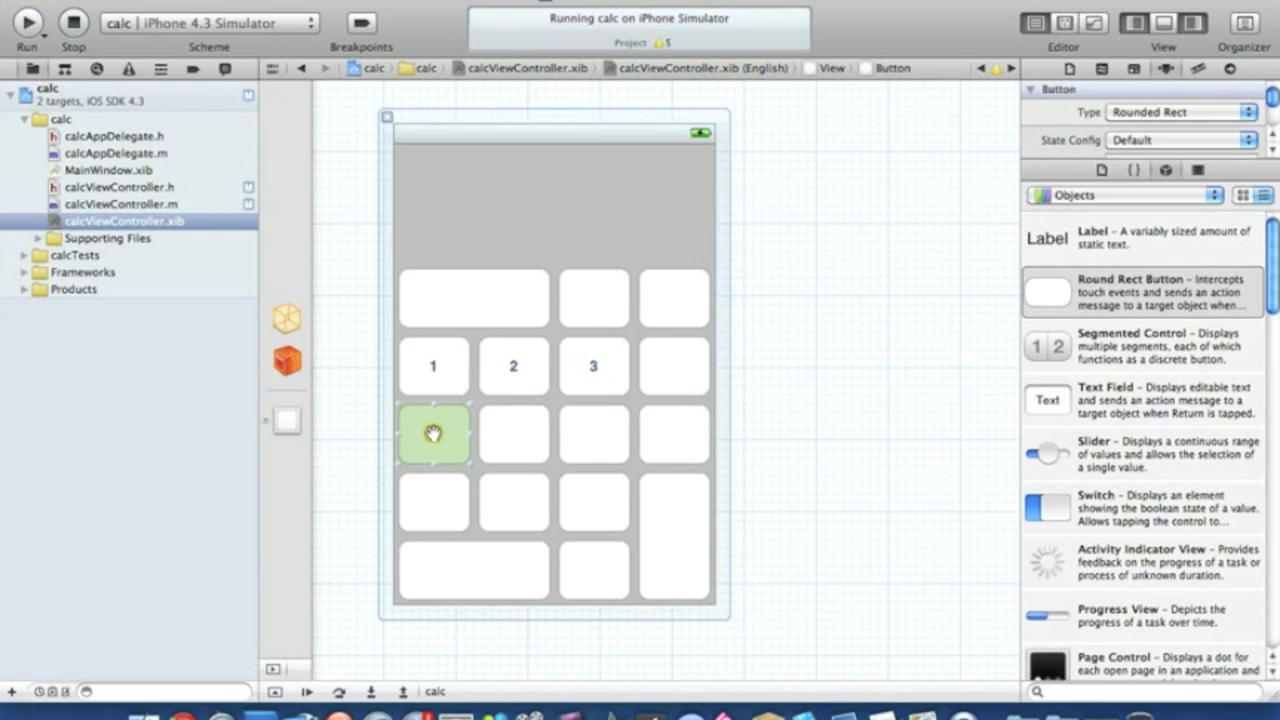 Run
Stop
calc | iPhone 4.3 Simulator
Scheme
Breakpoints
Running calc on iPhone Simulator
Project 5
Editor
View
Organizer
calc
calc
calcViewController.xib
calcViewController.xib (English)
View
Button
calc
2 targets, iOS SDK 4.3
calc
calcAppDelegate.h
calcAppDelegate.m
MainWindow.xib
calcViewController.h
calcViewController.m
calcViewController.xib
Supporting Files
calcTests
Frameworks
Products
1
2
3
Button
Type Rounded Rect
State Config Default
{ }
Objects
Label
Label – A variably sized amount of
static text.
Round Rect Button – Intercepts
touch events and sends an action
message to a target object when...
1 2
Segmented Control – Displays
multiple segments, each of which
functions as a discrete button.
Text
Text Field – Displays editable text
and sends an action message to a
target object when Return is tapped.
Slider – Displays a continuous range
of values and allows the selection of
a single value.
Switch – Displays an element
showing the boolean state of a value.
Allows tapping the control to...
Activity Indicator View – Provides
feedback on the progress of a task or
process of unknown duration.
Progress View – Depicts the
progress of a task over time.
Page Control – Displays a dot for
each open page in an application and
calc